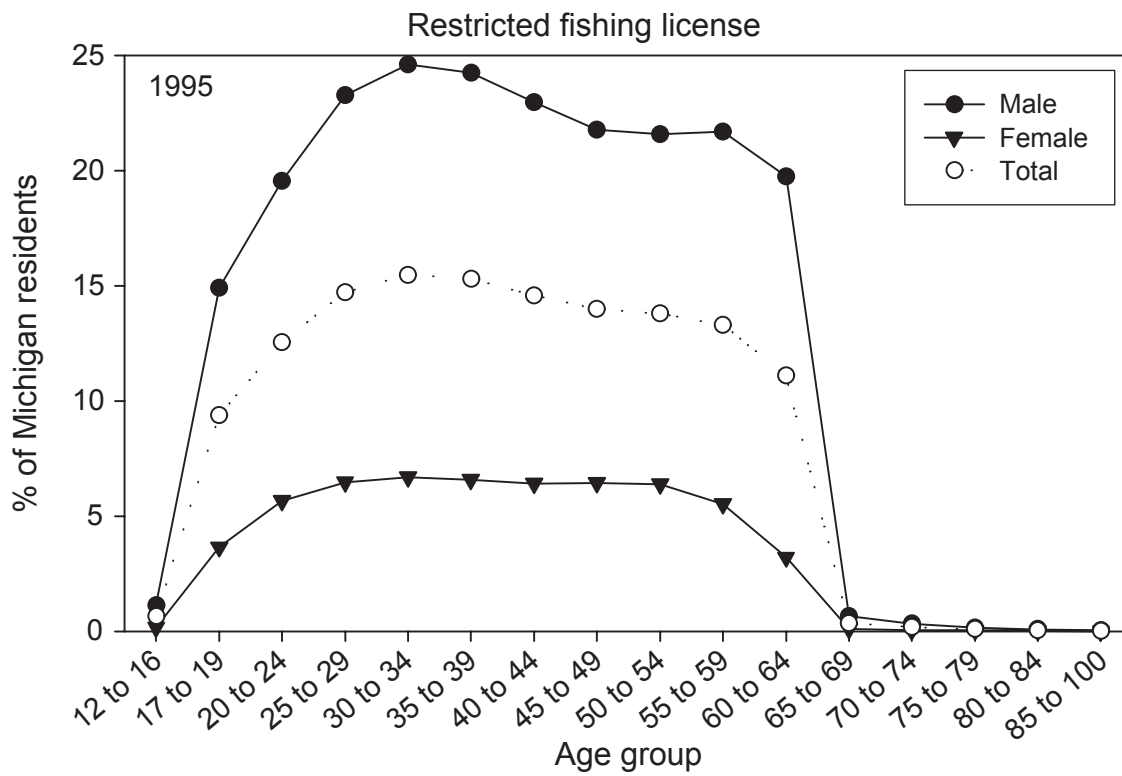 Restricted fishing license
1995
Male
Female
Total
% of Michigan residents
25
20
15
10
5
0
12 to 16
17 to 19
20 to 24
25 to 29
30 to 34
35 to 39
40 to 44
45 to 49
50 to 54
55 to 59
60 to 64
65 to 69
70 to 74
75 to 79
80 to 84
85 to 100
Age group